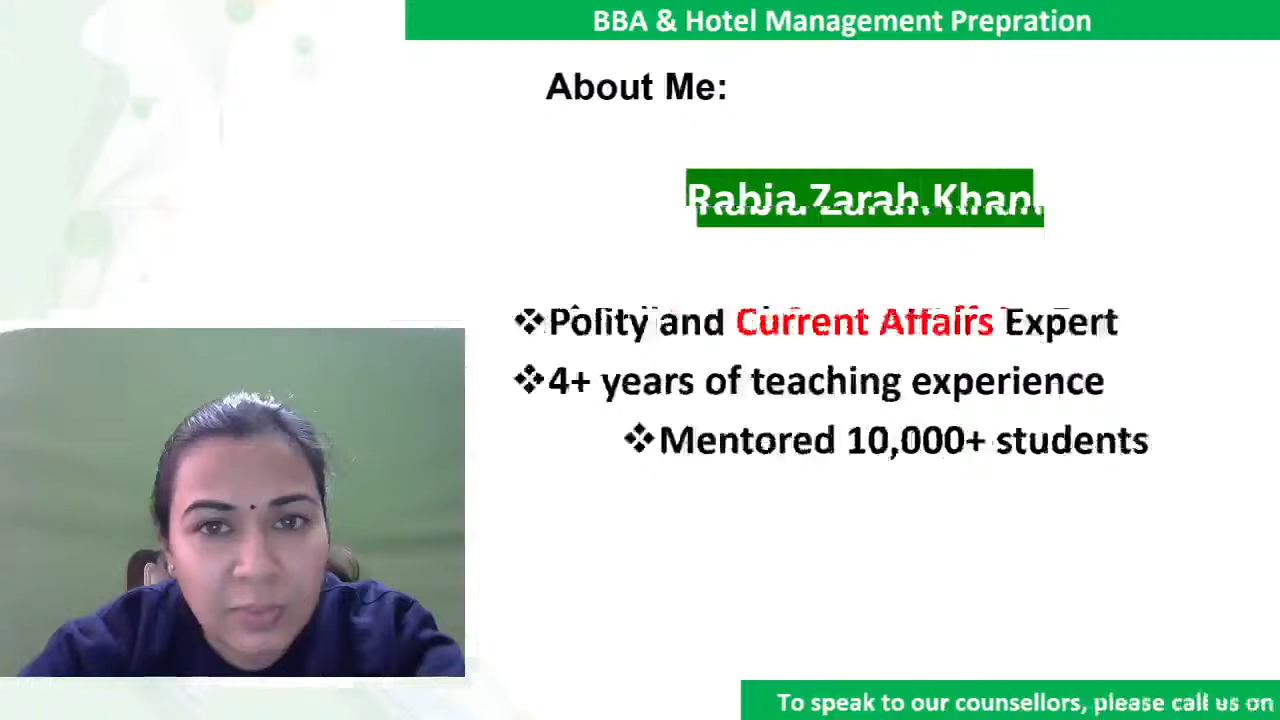 BBA & Hotel Management Prepration
About Me:
Rabia Zarah Khan
❖Polity and Current Affairs Expert
❖4+ years of teaching experience
❖Mentored 10,000+ students
To speak to our counsellors, please call us on